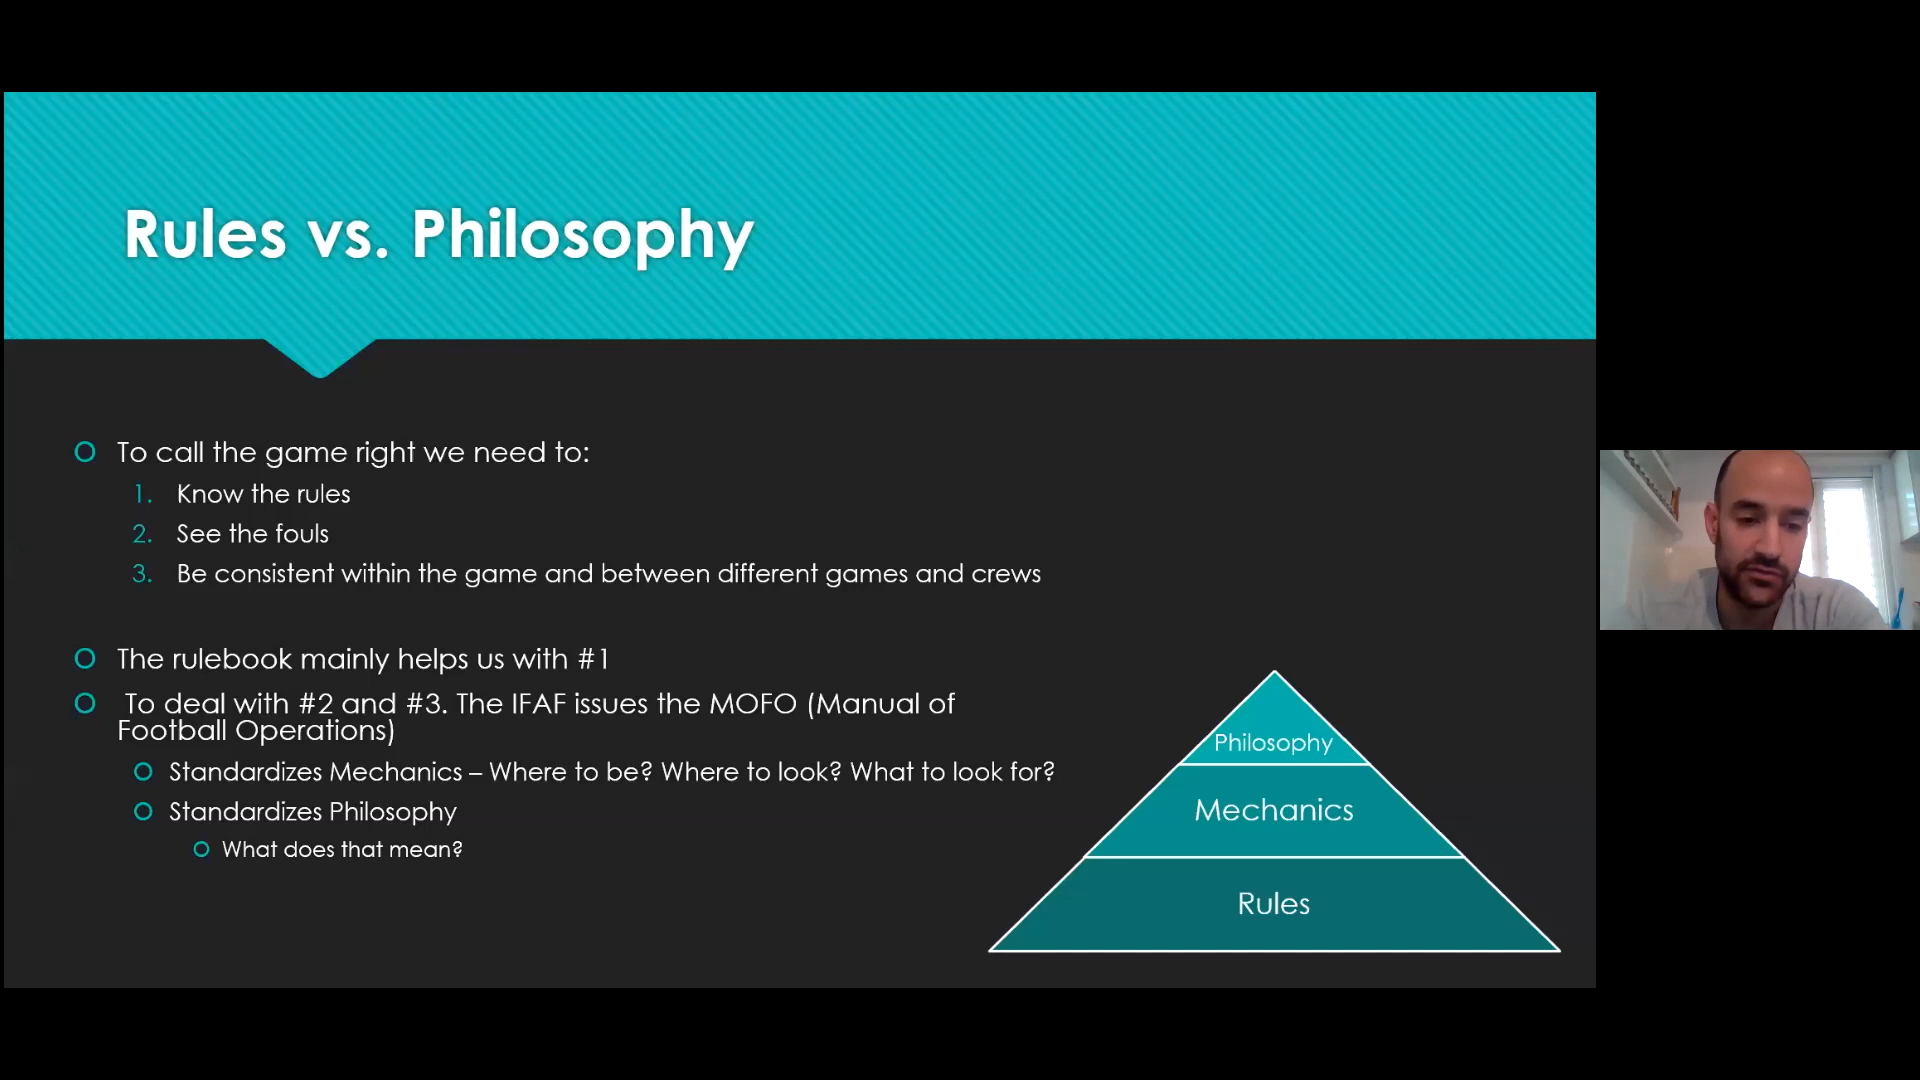 Rules vs. Philosophy
To call the game right we need to:
1. Know the rules
2. See the fouls
3. Be consistent within the game and between different games and crews
The rulebook mainly helps us with #1
To deal with #2 and #3. The IFAF issues the MOFO (Manual of
Football Operations)
Standardizes Mechanics – Where to be? Where to look? What to look for?
Standardizes Philosophy
What does that mean?
Philosophy
Mechanics
Rules